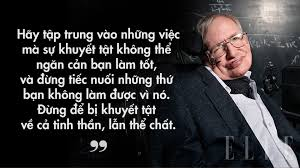 Hãy tập trung vào những việc
mà sự khuyết tật không thể
ngăn cản bạn làm tốt,
và đừng tiếc nuối những thứ
bạn không làm được vì nó.
Đừng để bị khuyết tật
về cả tinh thần, lẫn thể chất.
”
ELLE